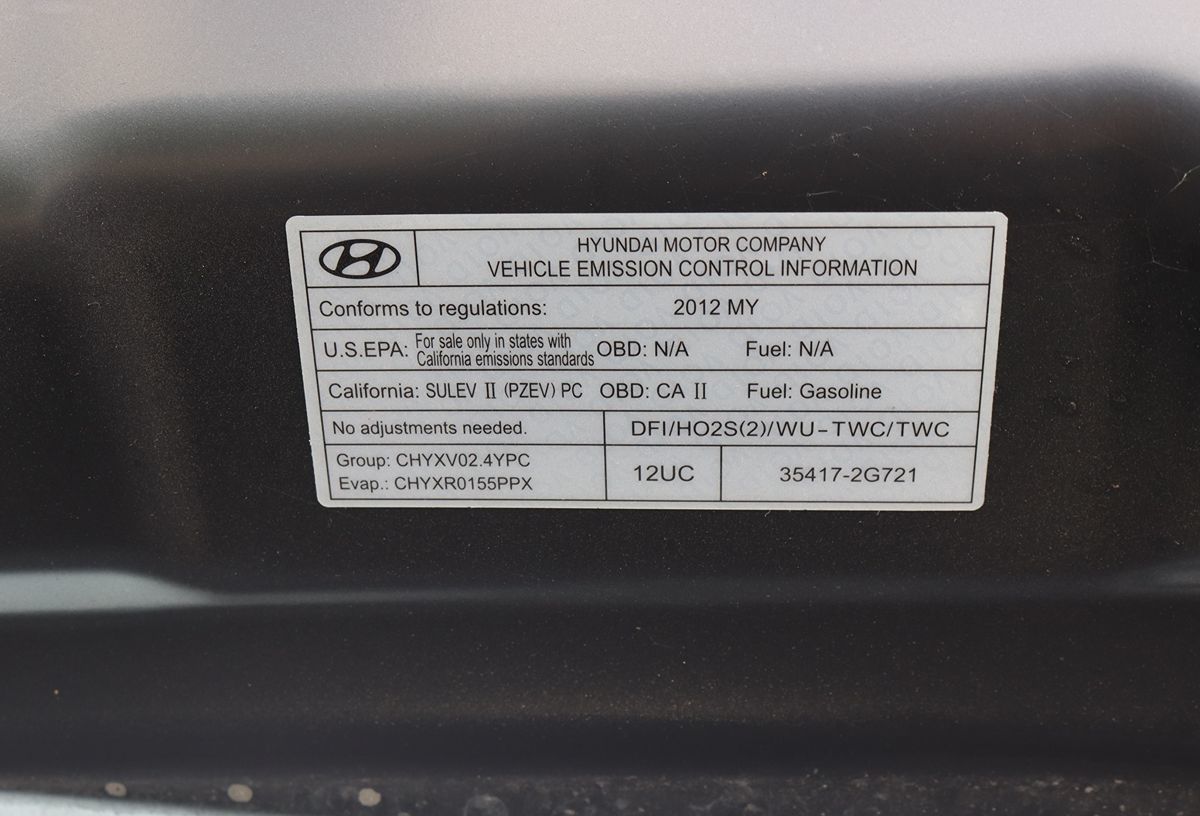 HYUNDAI MOTOR COMPANY
VEHICLE EMISSION CONTROL INFORMATION
Conforms to regulations: 2012 MY
U.S.EPA: For sale only in states with California emissions standards OBD: N/A Fuel: N/A
California: SULEV II (PZEV) PC OBD: CA II Fuel: Gasoline
No adjustments needed. DFI/HO2S(2)/WU-TWC/TWC
Group: CHYXV02.4YPC
Evap.: CHYXR0155PPX
12UC 35417-2G721